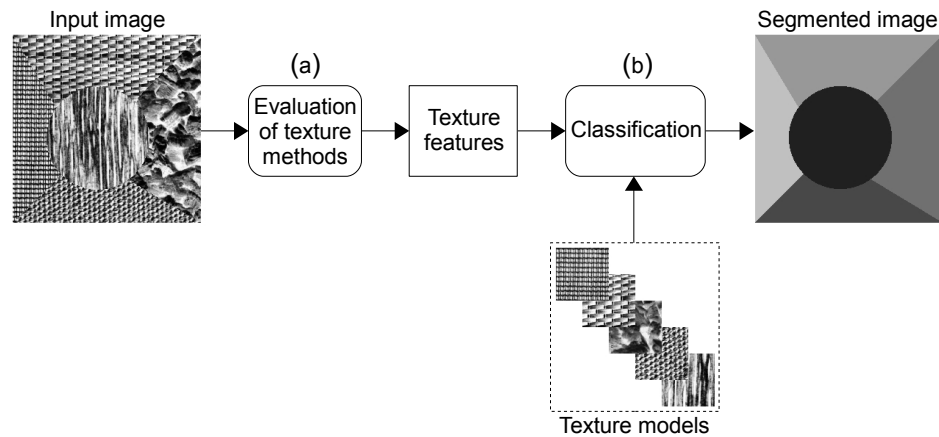 Input image
Segmented image
(a)
(b)
Evaluation
of texture
methods
Texture
features
Classification
Texture models